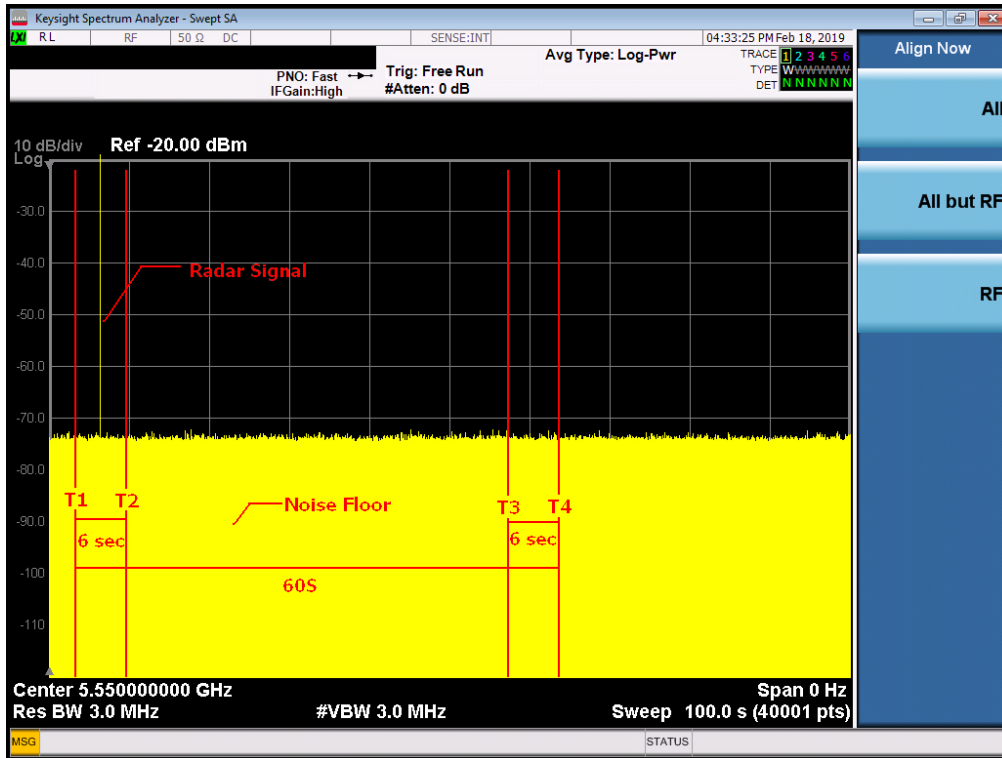 Keysight Spectrum Analyzer - Swept SA
LXI RL RF 50 Ω DC SENSE:INT 04:33:25 PM Feb 18, 2019
Align Now
Avg Type: Log-Pwr
TRACE 1 2 3 4 5 6
PNO: Fast Trig: Free Run
TYPE WWWWWW
IFGain:High #Atten: 0 dB
DET N N N N N N
All
10 dB/div Ref -20.00 dBm
Log
All but RF
-30.0
-40.0
Radar Signal
RF
-50.0
-60.0
-70.0
-80.0
T1 T2 Noise Floor T3 T4
-90.0
6 sec 6 sec
-100
60S
-110
Center 5.550000000 GHz Span 0 Hz
Res BW 3.0 MHz #VBW 3.0 MHz Sweep 100.0 s (40001 pts)
MSG STATUS